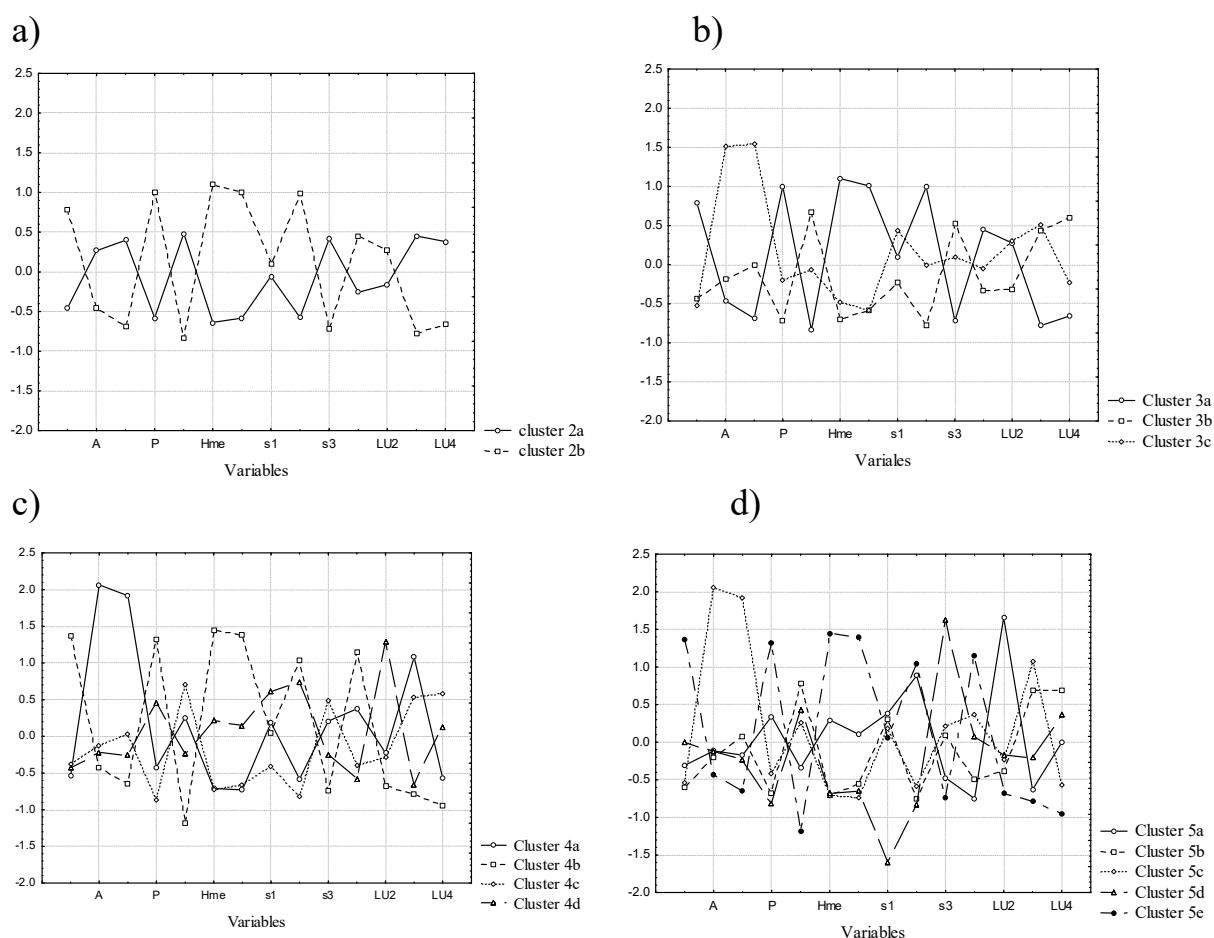 a)
2.5
2.0
1.5
1.0
0.5
0.0
-0.5
-1.0
-1.5
-2.0
A P Hme s1 s3 LU2 LU4
Variables
cluster 2a
cluster 2b
b)
2.5
2.0
1.5
1.0
0.5
0.0
-0.5
-1.0
-1.5
-2.0
A P Hme s1 s3 LU2 LU4
Variales
Cluster 3a
Cluster 3b
Cluster 3c
c)
2.5
2.0
1.5
1.0
0.5
0.0
-0.5
-1.0
-1.5
-2.0
A P Hme s1 s3 LU2 LU4
Variables
Cluster 4a
Cluster 4b
Cluster 4c
Cluster 4d
d)
2.5
2.0
1.5
1.0
0.5
0.0
-0.5
-1.0
-1.5
-2.0
A P Hme s1 s3 LU2 LU4
Variables
Cluster 5a
Cluster 5b
Cluster 5c
Cluster 5d
Cluster 5e